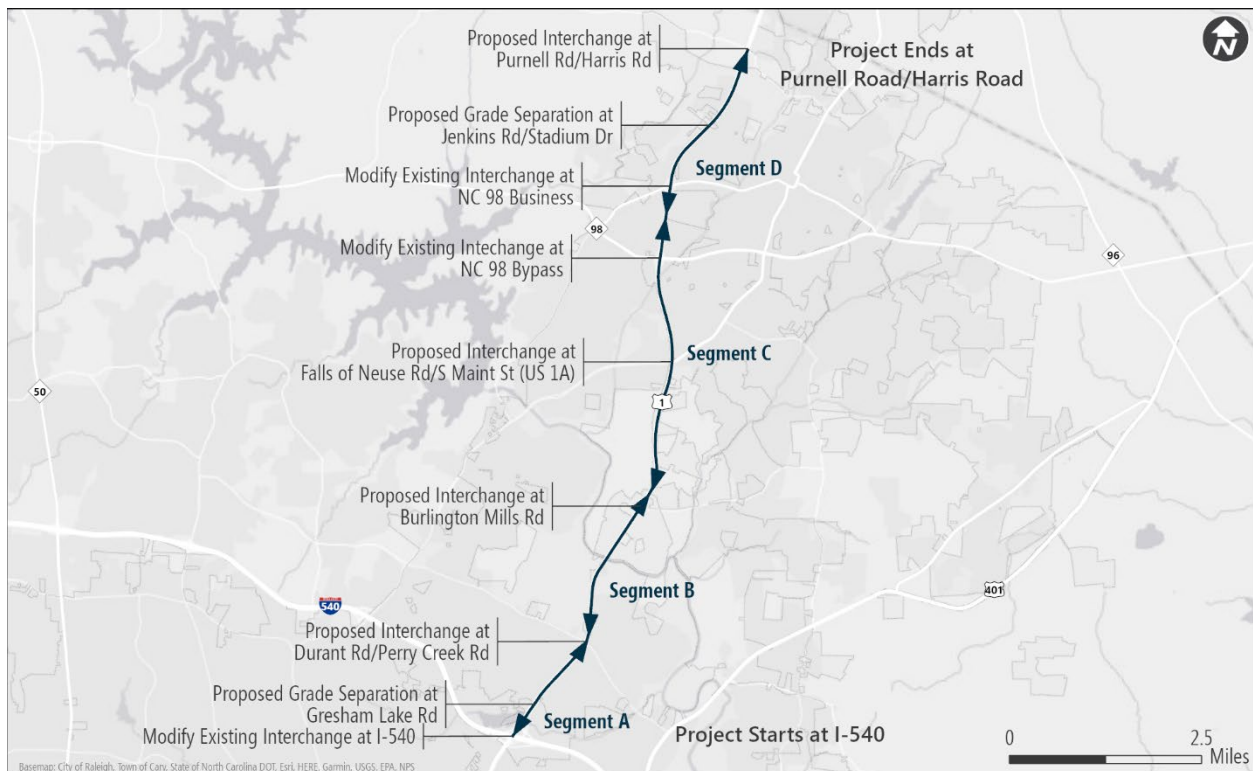 N
Proposed Interchange at
Purnell Rd/Harris Rd
Project Ends at
Purnell Road/Harris Road
Proposed Grade Separation at
Jenkins Rd/Stadium Dr
Segment D
Modify Existing Interchange at
NC 98 Business
98
Modify Existing Intechange at
NC 98 Bypass
96
Proposed Interchange at
Falls of Neuse Rd/S Maint St (US 1A)
Segment C
50
1
Proposed Interchange at
Burlington Mills Rd
Segment B
401
540
Proposed Interchange at
Durant Rd/Perry Creek Rd
Proposed Grade Separation at
Gresham Lake Rd
Segment A
Modify Existing Interchange at I-540
Project Starts at I-540
0 2.5
Miles
Basemap: City of Raleigh, Town of Cary, State of North Carolina DOT, Esri, HERE, Garmin, USGS, EPA, NPS